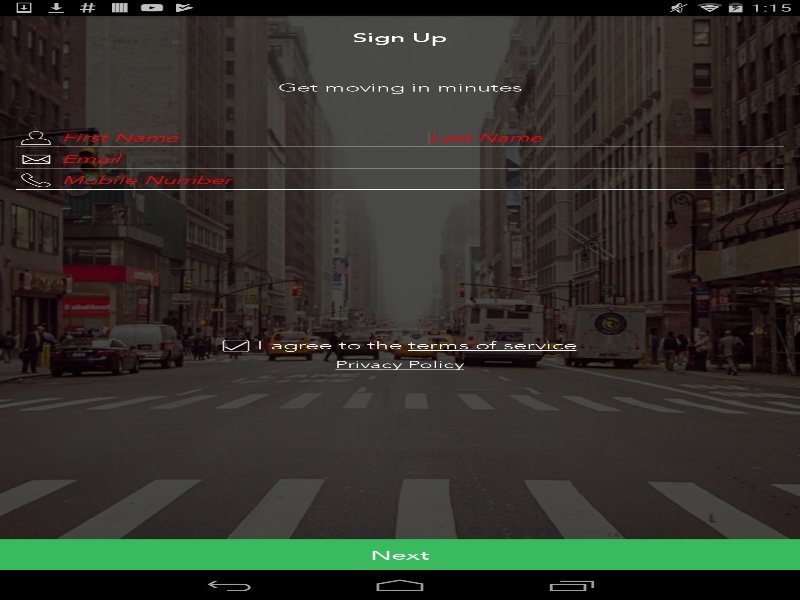 1:15
Sign Up
Get moving in minutes
First Name Last Name
Email
Mobile Number
I agree to the terms of service
Privacy Policy
Next